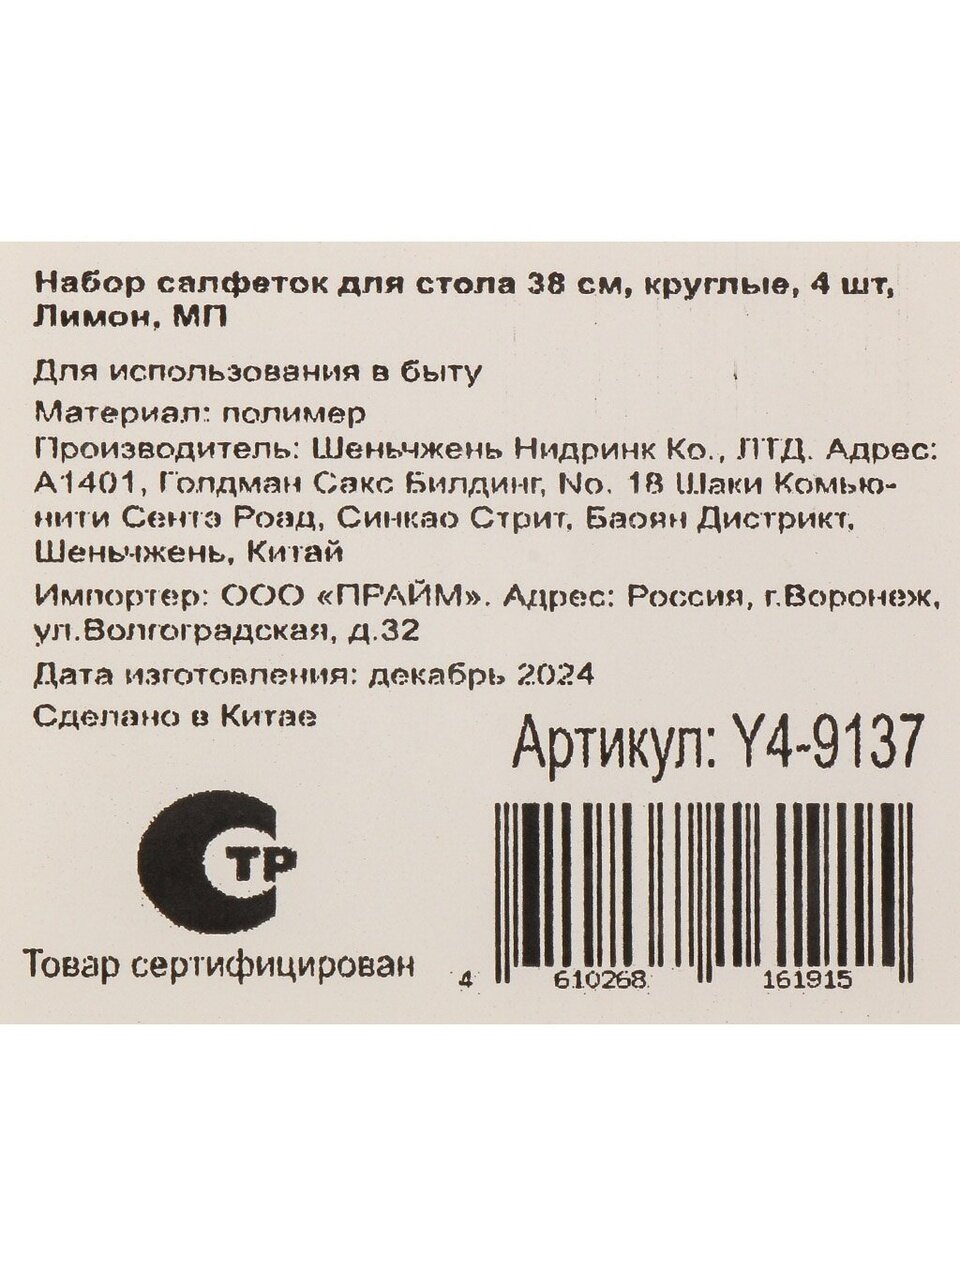 Набор салфеток для стола 38 см, круглые, 4 шт,
Лимон, МП
Для использования в быту
Материал: полимер
Производитель: Шеньчжень Нидринк Ко., ЛТД. Адрес:
А1401, Голдман Сакс Билдинг, No. 18 Шаки Комью-
нити Сентэ Роад, Синкао Стрит, Баоян Дистрикт,
Шеньчжень, Китай
Импортер: ООО «ПРАЙМ». Адрес: Россия, г.Воронеж,
ул.Волгоградская, д.32
Дата изготовления: декабрь 2024
Сделано в Китае
Артикул: Y4-9137
ТР
Товар сертифицирован
4 610268 161915